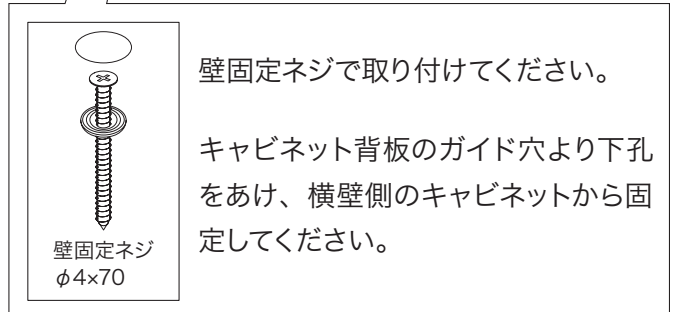 壁固定ネジで取り付けてください。
キャビネット背板のガイド穴より下孔
をあけ、横壁側のキャビネットから固
定してください。
壁固定ネジ
φ4×70